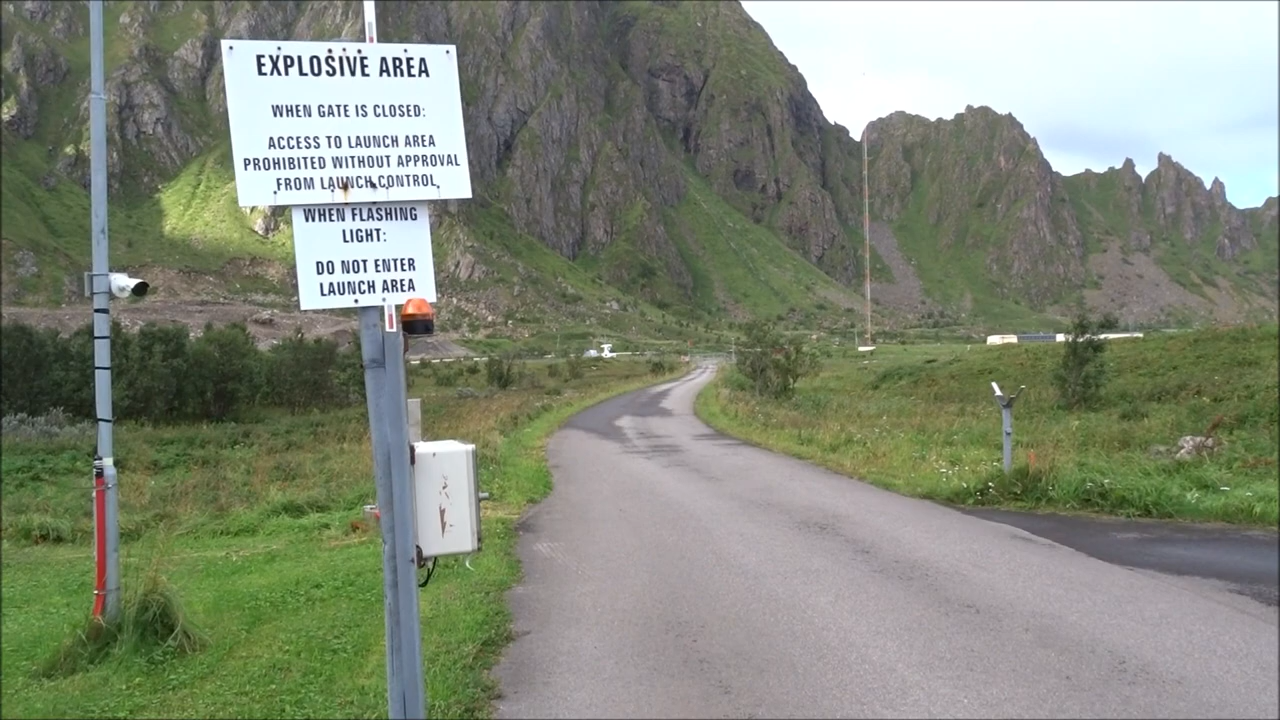 EXPLOSIVE AREA
WHEN GATE IS CLOSED:
ACCESS TO LAUNCH AREA
PROHIBITED WITHOUT APPROVAL
FROM LAUNCH CONTROL
WHEN FLASHING
LIGHT:
DO NOT ENTER
LAUNCH AREA